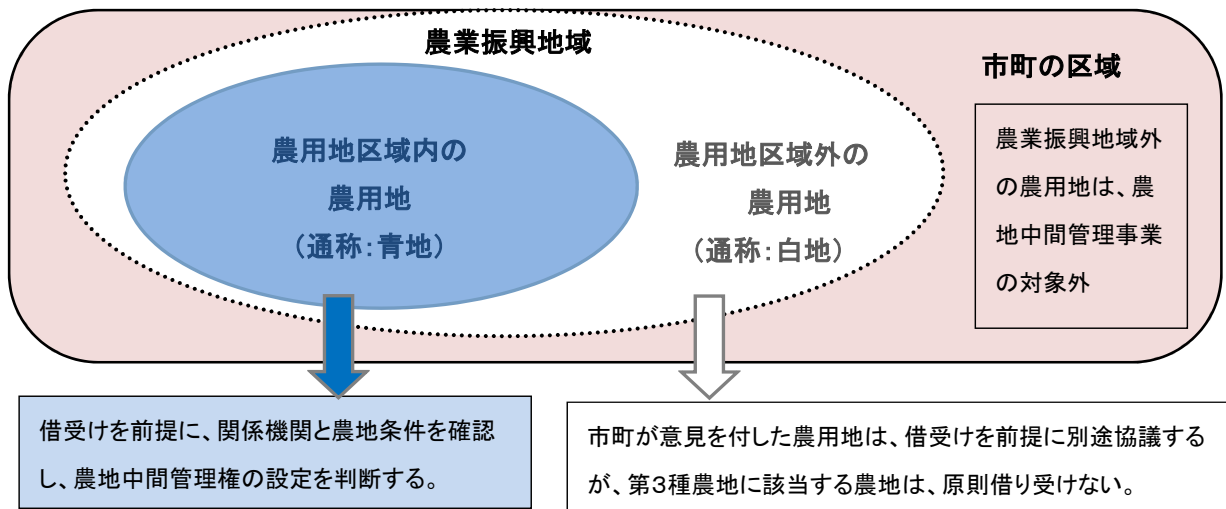 農業振興地域
市町の区域
農用地区域内の
農用地
（通称：青地）
農用地区域外の
農用地
（通称：白地）
農業振興地域外
の農用地は、農
地中間管理事業
の対象外
借受けを前提に、関係機関と農地条件を確認
し、農地中間管理権の設定を判断する。
市町が意見を付した農用地は、借受けを前提に別途協議する
が、第３種農地に該当する農地は、原則借り受けない。